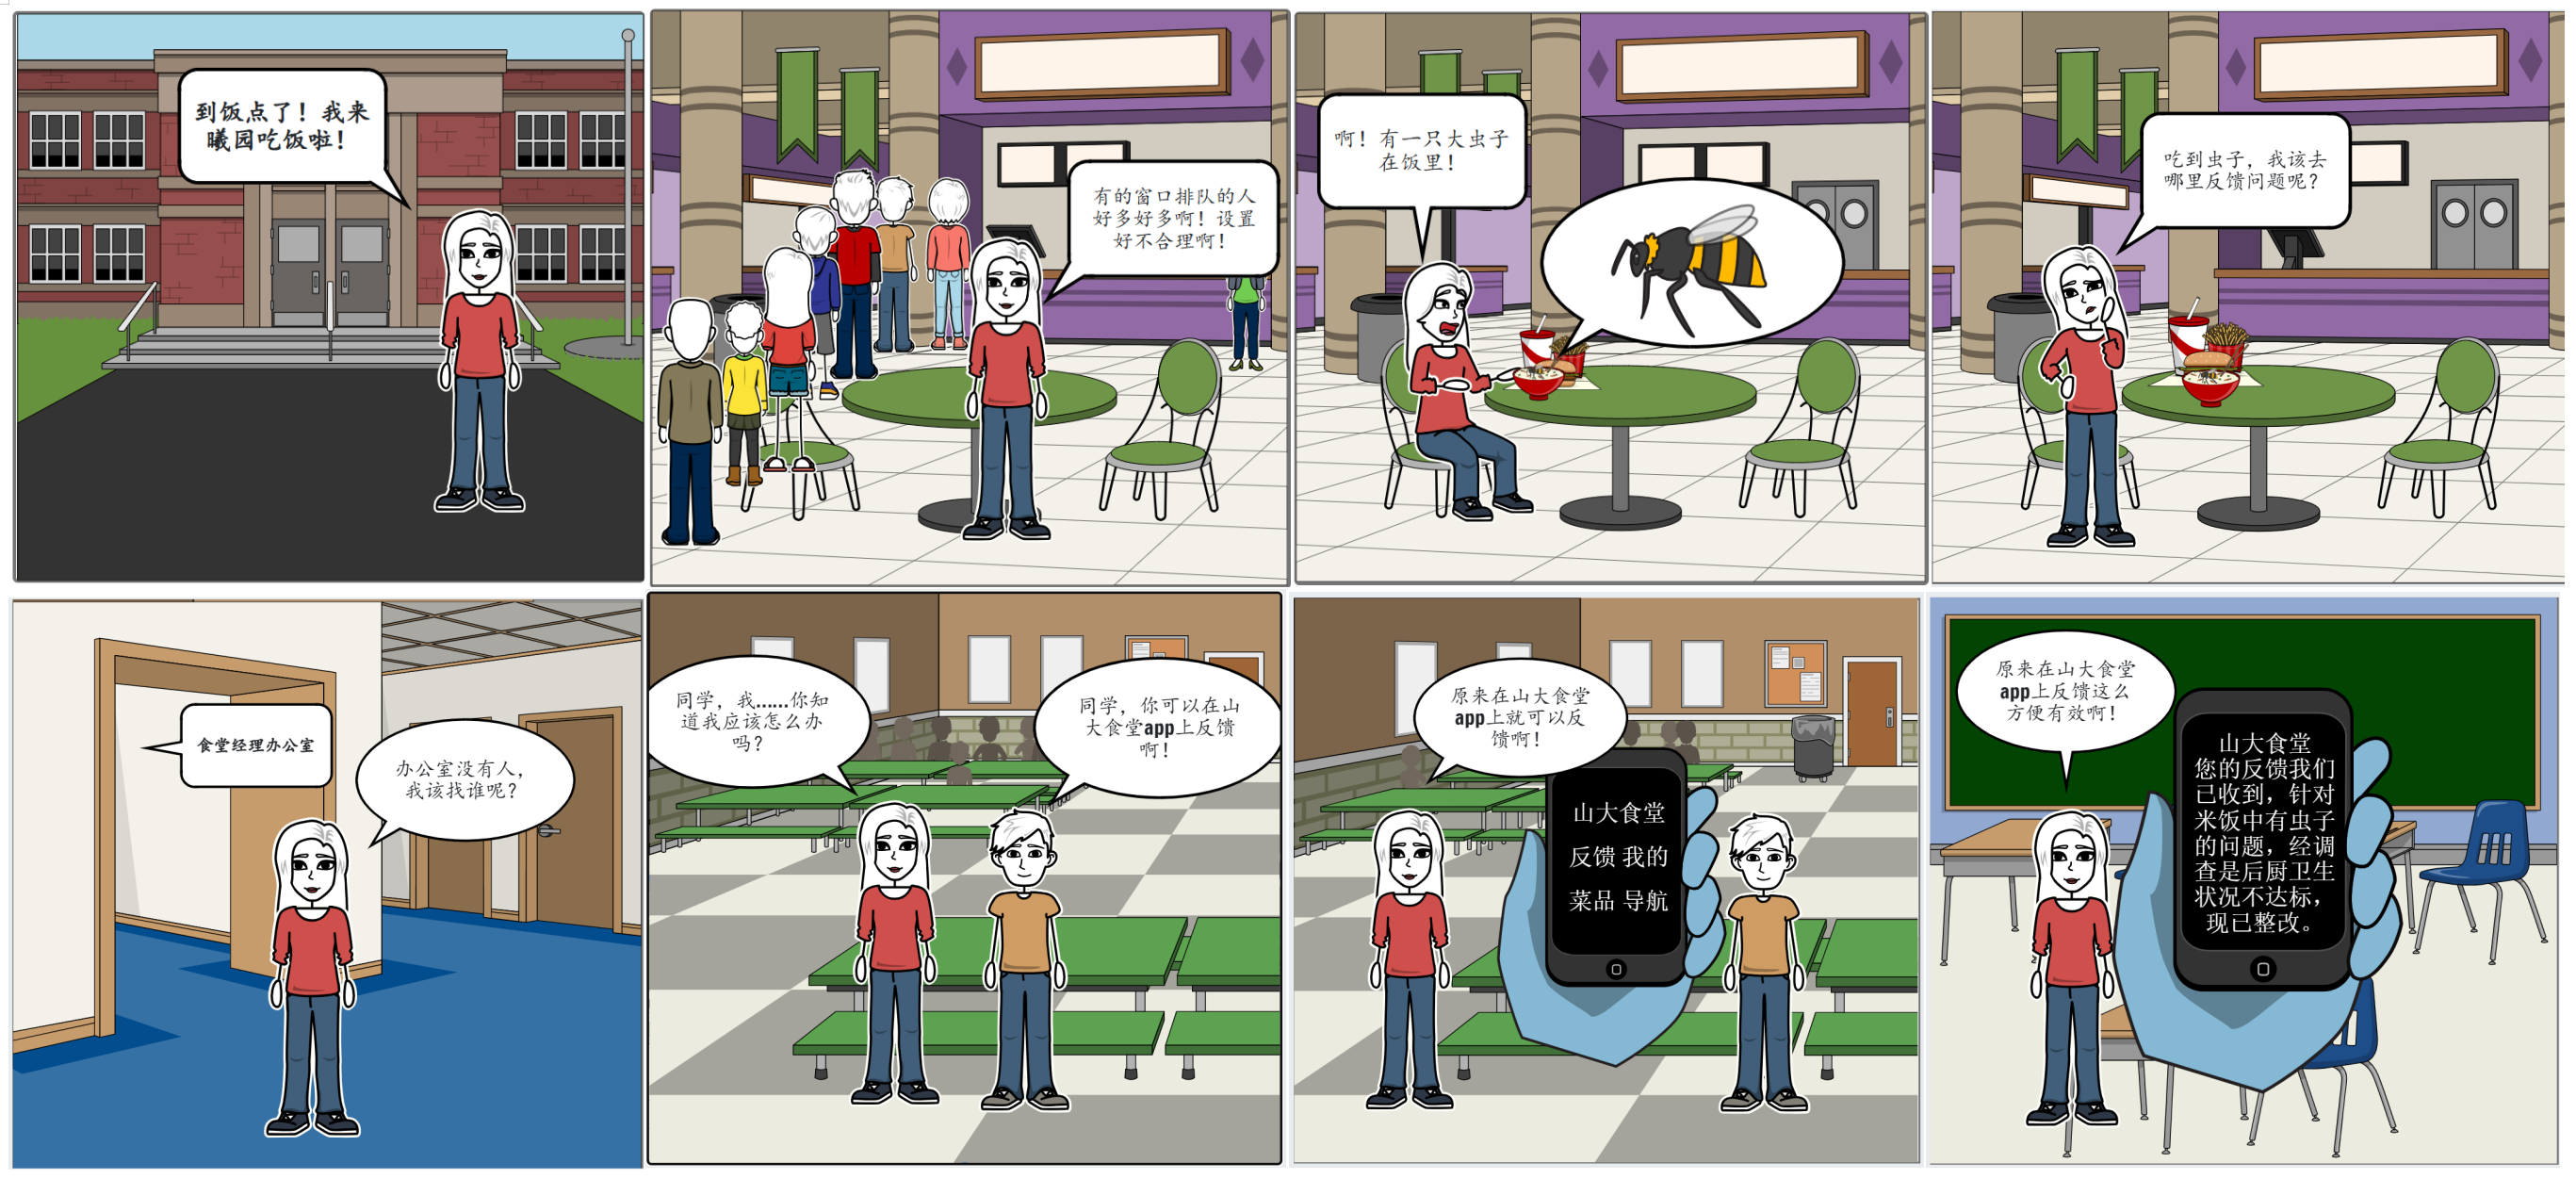 到饭点了！我来
曦园吃饭啦！
有的窗口排队的人
好多好多啊！设置
好不合理啊！
啊！有一只大虫子
在饭里！
吃到虫子，我该去
哪里反馈问题呢？
食堂经理办公室
办公室没有人，
我该找谁呢？
同学，我……你知
道我应该怎么办
吗？
同学，你可以在山
大食堂app上反馈
啊！
原来在山大食堂
app上就可以反
馈啊！
山大食堂
反馈 我的
菜品 导航
原来在山大食堂
app上反馈这么
方便有效啊！
山大食堂
您的反馈我们
已收到，针对
米饭中有虫子
的问题，经调
查是后厨卫生
状况不达标，
现已整改。